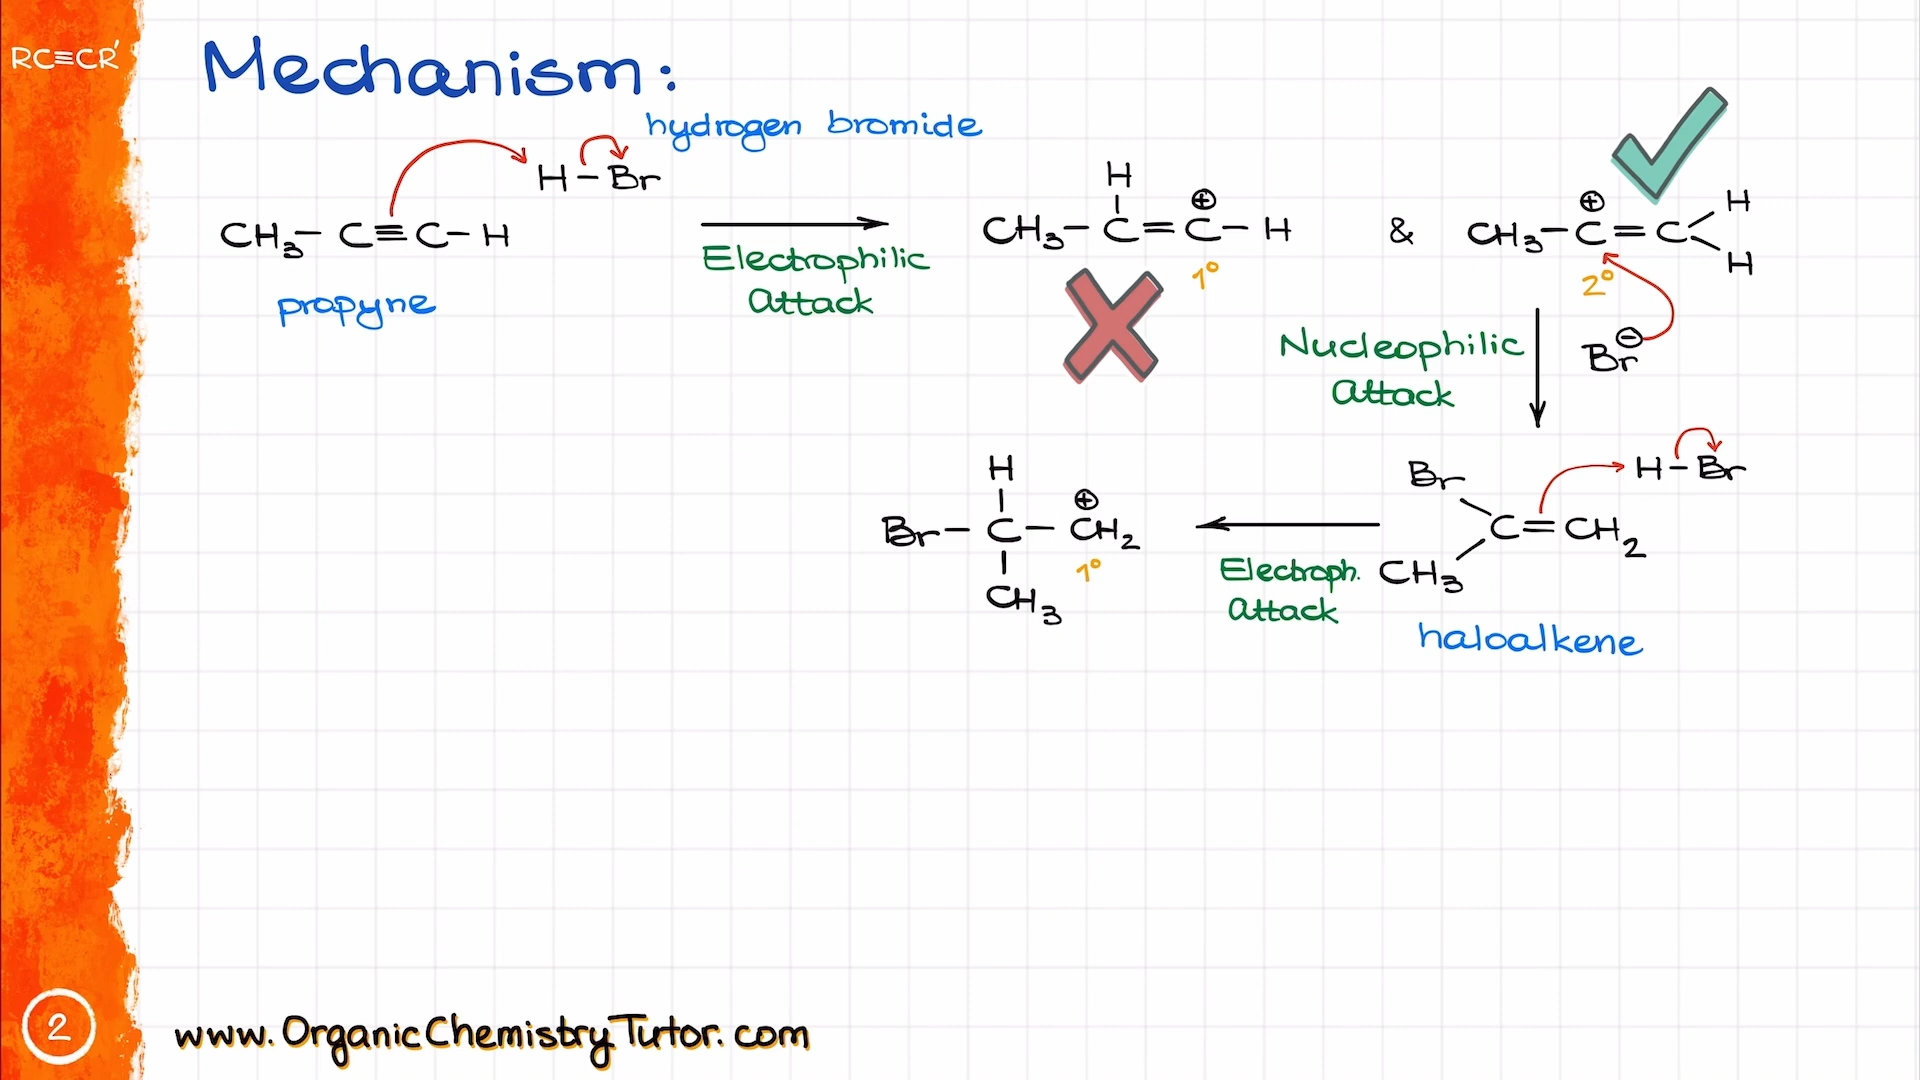 RC≡CR'
Mechanism:
hydrogen bromide
H–Br
CH₃–C≡C–H
propyne
Electrophilic
Attack
H
⊕
CH₃–C=C–H
1°
&
⊕
CH₃–C=C
H
H
2°
Br⊖
Nucleophilic
Attack
H–Br
Br
C=CH₂
CH₃
haloalkene
Electroph.
Attack
H
⊕
Br–C–CH₂
1°
CH₃
2
www.OrganicChemistryTutor.com